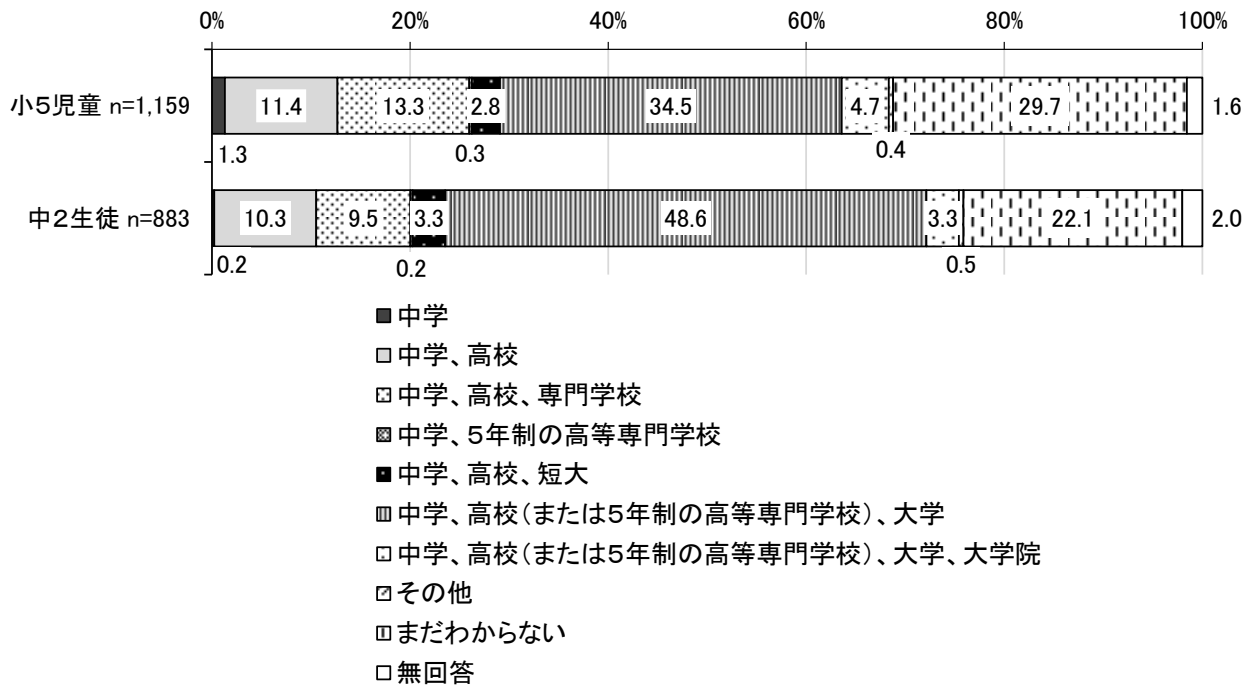 0% 20% 40% 60% 80% 100%
小5児童 n=1,159 11.4 13.3 2.8 34.5 4.7 29.7 1.6
1.3 0.3 0.4
中2生徒 n=883 10.3 9.5 3.3 48.6 3.3 22.1 2.0
0.2 0.2 0.5
中学
中学、高校
中学、高校、専門学校
中学、5年制の高等専門学校
中学、高校、短大
中学、高校(または5年制の高等専門学校)、大学
中学、高校(または5年制の高等専門学校)、大学、大学院
その他
まだわからない
無回答